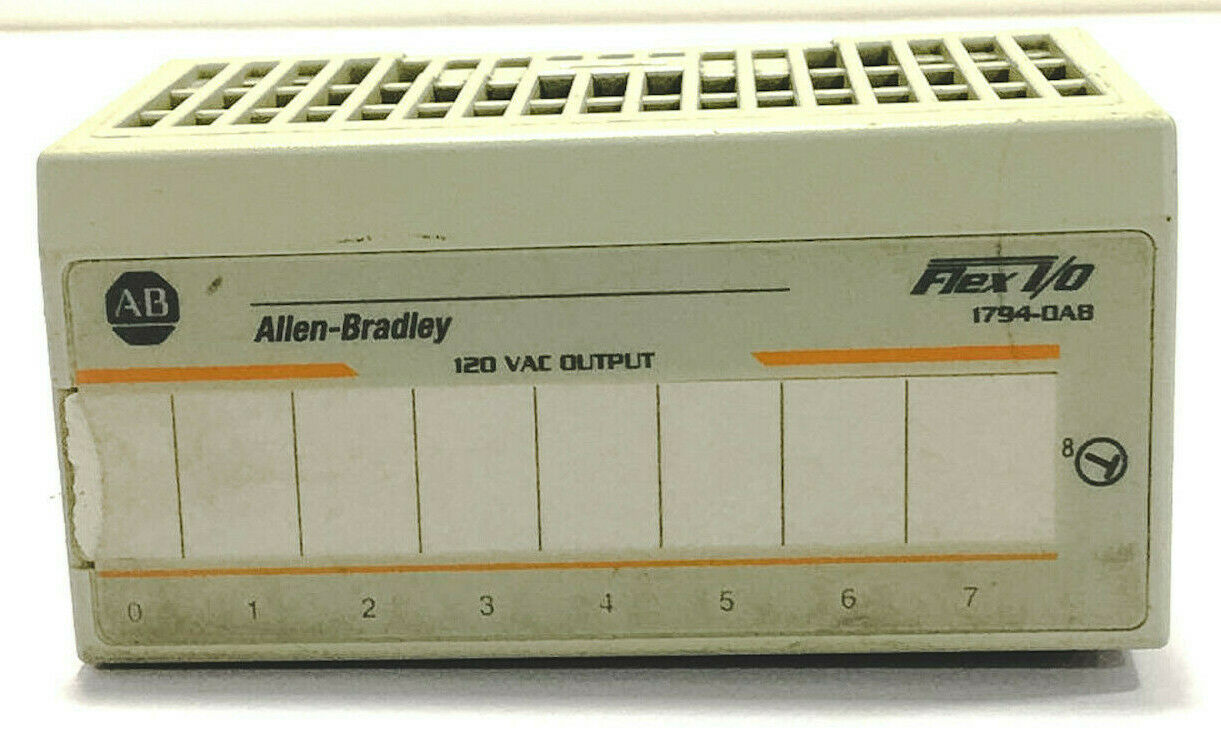 AB
Allen-Bradley
Flex I/O
1794-OA8
120 VAC OUTPUT
8
0 1 2 3 4 5 6 7